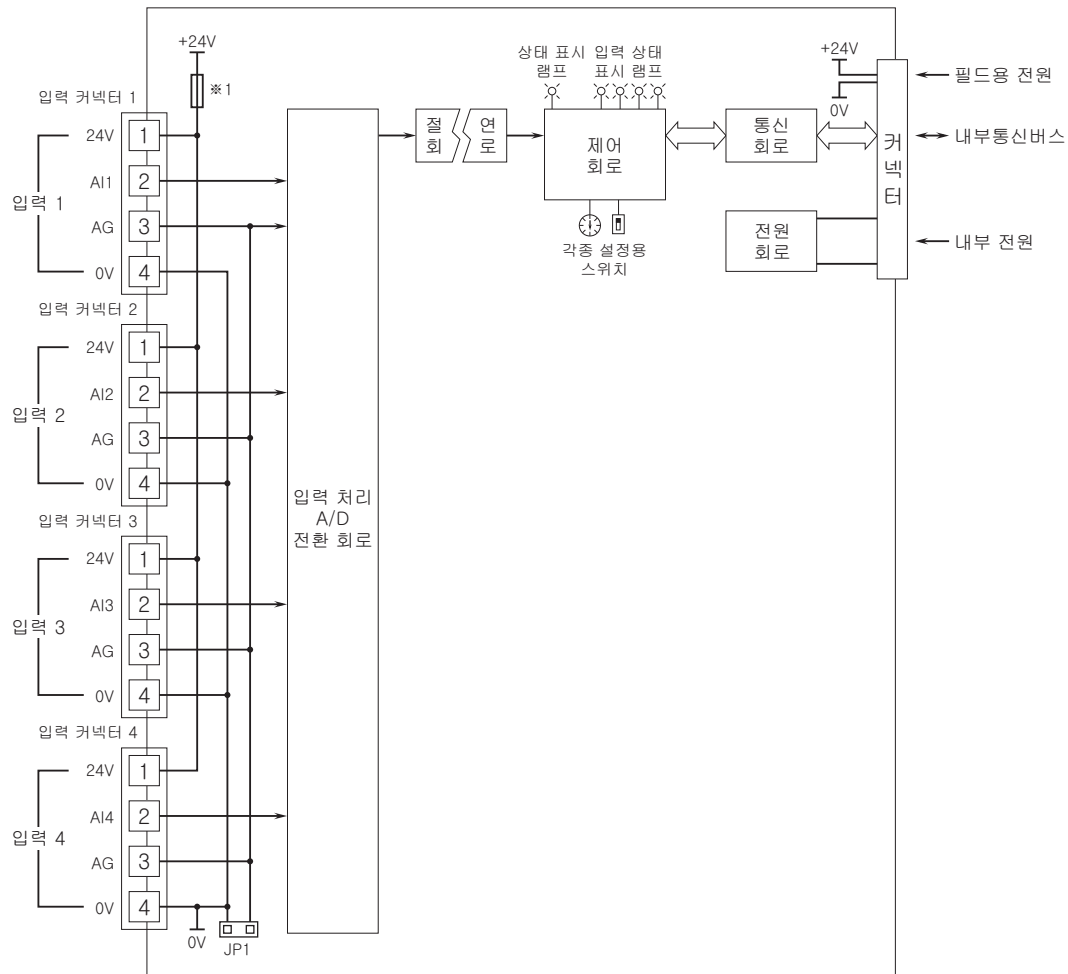 +24V
※1
입력 커넥터 1
24V
1
AI1
2
입력 1
AG
3
0V
4
입력 커넥터 2
24V
1
AI2
2
입력 2
AG
3
0V
4
입력 커넥터 3
24V
1
AI3
2
입력 3
AG
3
0V
4
입력 커넥터 4
24V
1
AI4
2
입력 4
AG
3
0V
4
0V
JP1
입력 처리
A/D
전환 회로
절 연
회 로
상태 표시
램프
입력 상태
표시 램프
제어
회로
각종 설정용
스위치
통신
회로
전원
회로
+24V
0V
커
넥
터
필드용 전원
내부통신버스
내부 전원